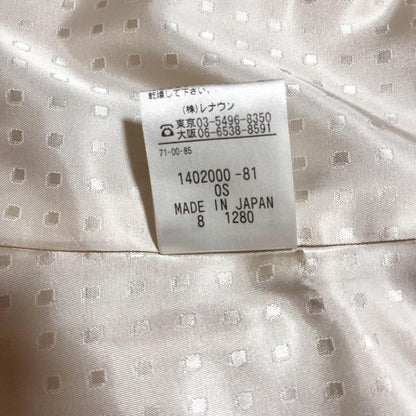 乾燥して下さい。
(株)レナウン
☎東京03-5496-8350
大阪06-6538-8591
71-00-85
1402000-81
OS
MADE IN JAPAN
8 1280